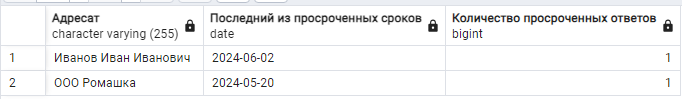 Адресат
character varying (255)
Последний из просроченных сроков
date
Количество просроченных ответов
bigint
1 Иванов Иван Иванович 2024-06-02 1
2 ООО Ромашка 2024-05-20 1